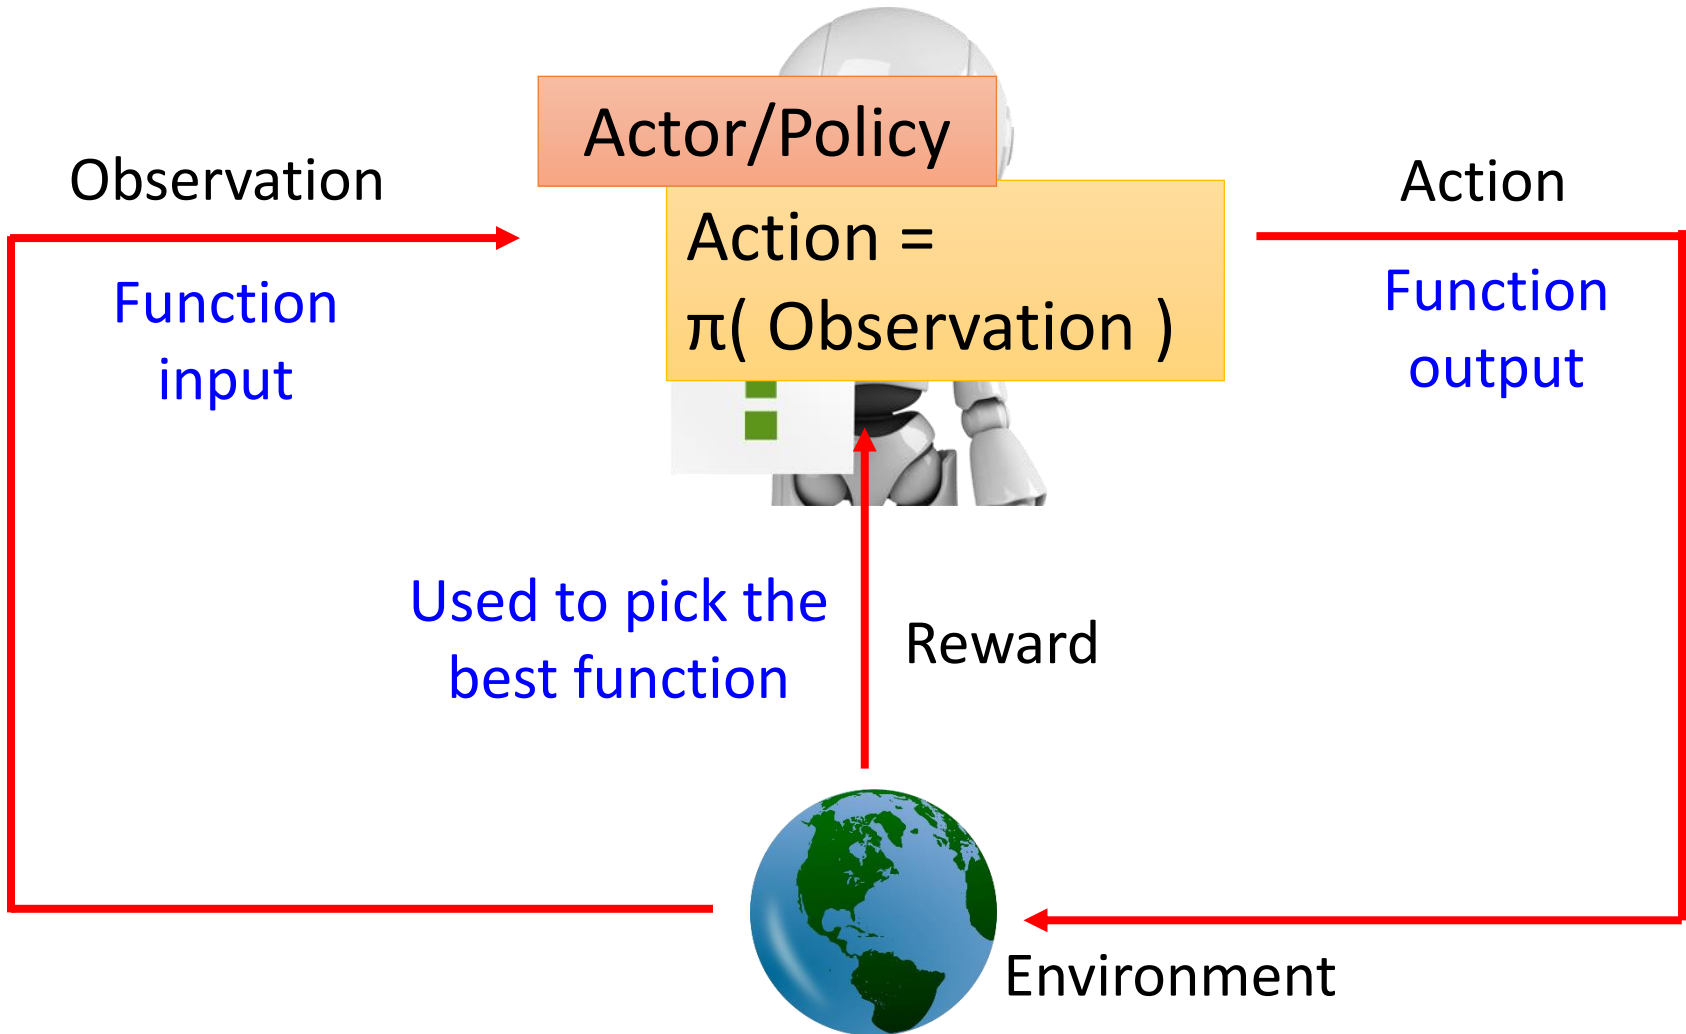 Actor/Policy
Observation
Action
Action =
π( Observation )
Function
input
Function
output
Used to pick the
best function
Reward
Environment